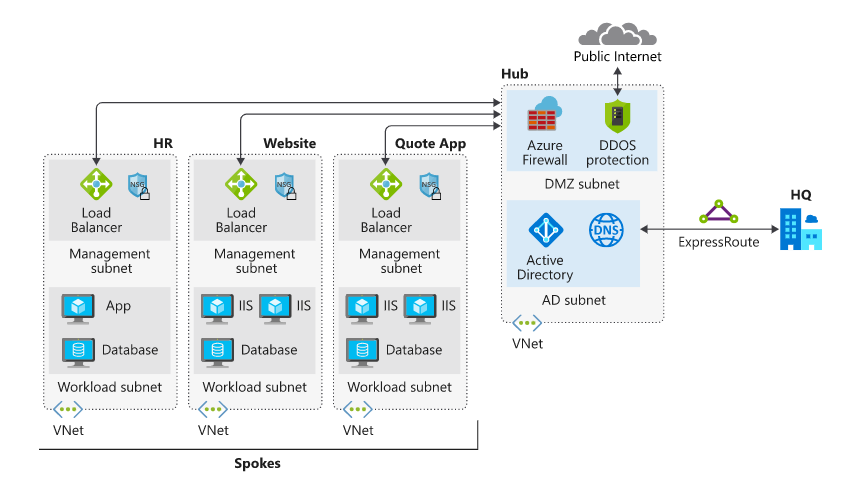 Public Internet
Hub
Azure
Firewall
DDOS
protection
DMZ subnet
DNS
Active
Directory
AD subnet
VNet
ExpressRoute
HQ
HR
NSG
Load
Balancer
Management
subnet
App
Database
Workload subnet
VNet
Website
NSG
Load
Balancer
Management
subnet
IIS
IIS
Database
Workload subnet
VNet
Quote App
NSG
Load
Balancer
Management
subnet
IIS
IIS
Database
Workload subnet
VNet
Spokes